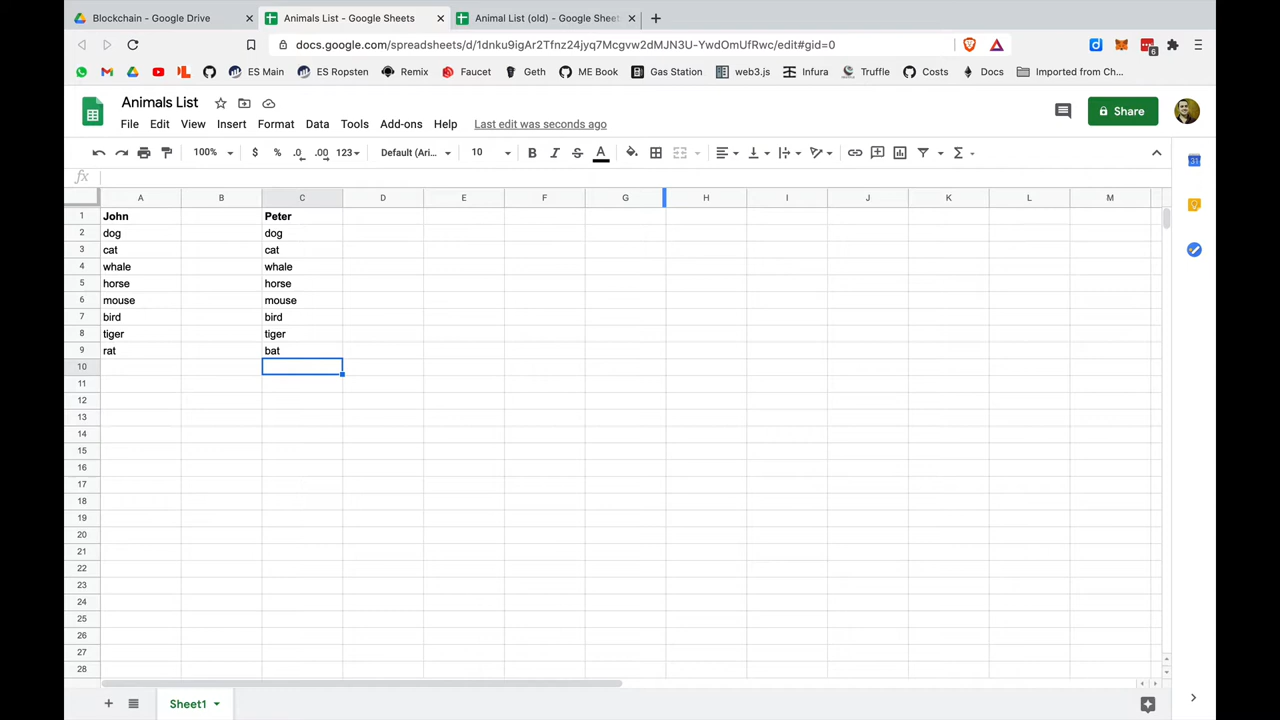 Blockchain - Google Drive
Animals List - Google Sheets
Animal List (old) - Google Sheet
docs.google.com/spreadsheets/d/1dnku9igAr2Tfnz24jyq7Mcgvw2dMJN3U-YwdOmUfRwc/edit#gid=0
6
ES Main
ES Ropsten
Remix
Faucet
Geth
ME Book
Gas Station
web3.js
Infura
Truffle
Costs
Docs
Imported from Ch...
Animals List
Share
File Edit View Insert Format Data Tools Add-ons Help Last edit was seconds ago
100% $ % .0 .00 123 Default (Ari... 10 B I S A Σ
fx
31
A B C D E F G H I J K L M
1 John Peter
2 dog dog
3 cat cat
4 whale whale
5 horse horse
6 mouse mouse
7 bird bird
8 tiger tiger
9 rat bat
10
11
12
13
14
15
16
17
18
19
20
21
22
23
24
25
26
27
28
Sheet1